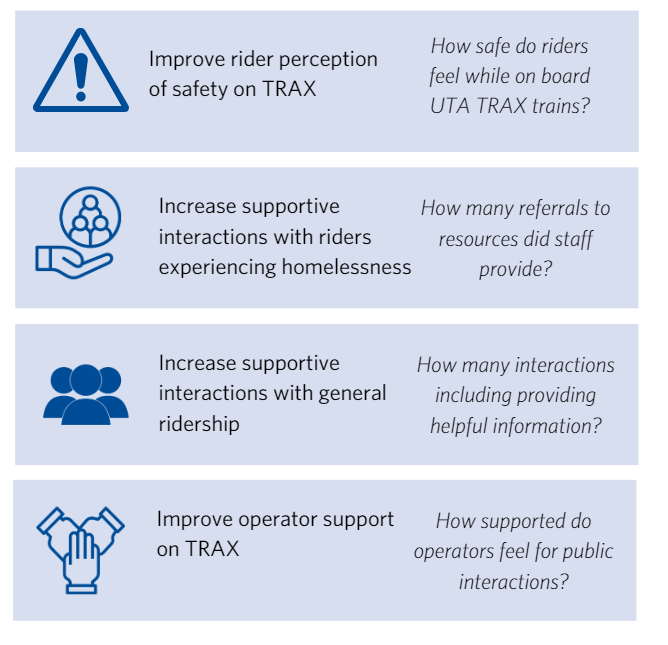 Improve rider perception
of safety on TRAX
How safe do riders
feel while on board
UTA TRAX trains?
Increase supportive
interactions with riders
experiencing homelessness
How many referrals to
resources did staff
provide?
Increase supportive
interactions with general
ridership
How many interactions
including providing
helpful information?
Improve operator support
on TRAX
How supported do
operators feel for public
interactions?